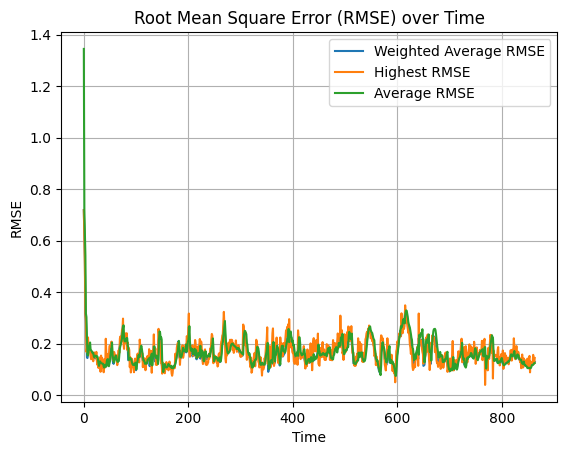 Root Mean Square Error (RMSE) over Time
1.4
1.2
1.0
0.8
0.6
0.4
0.2
0.0
RMSE
Weighted Average RMSE
Highest RMSE
Average RMSE
0 200 400 600 800
Time